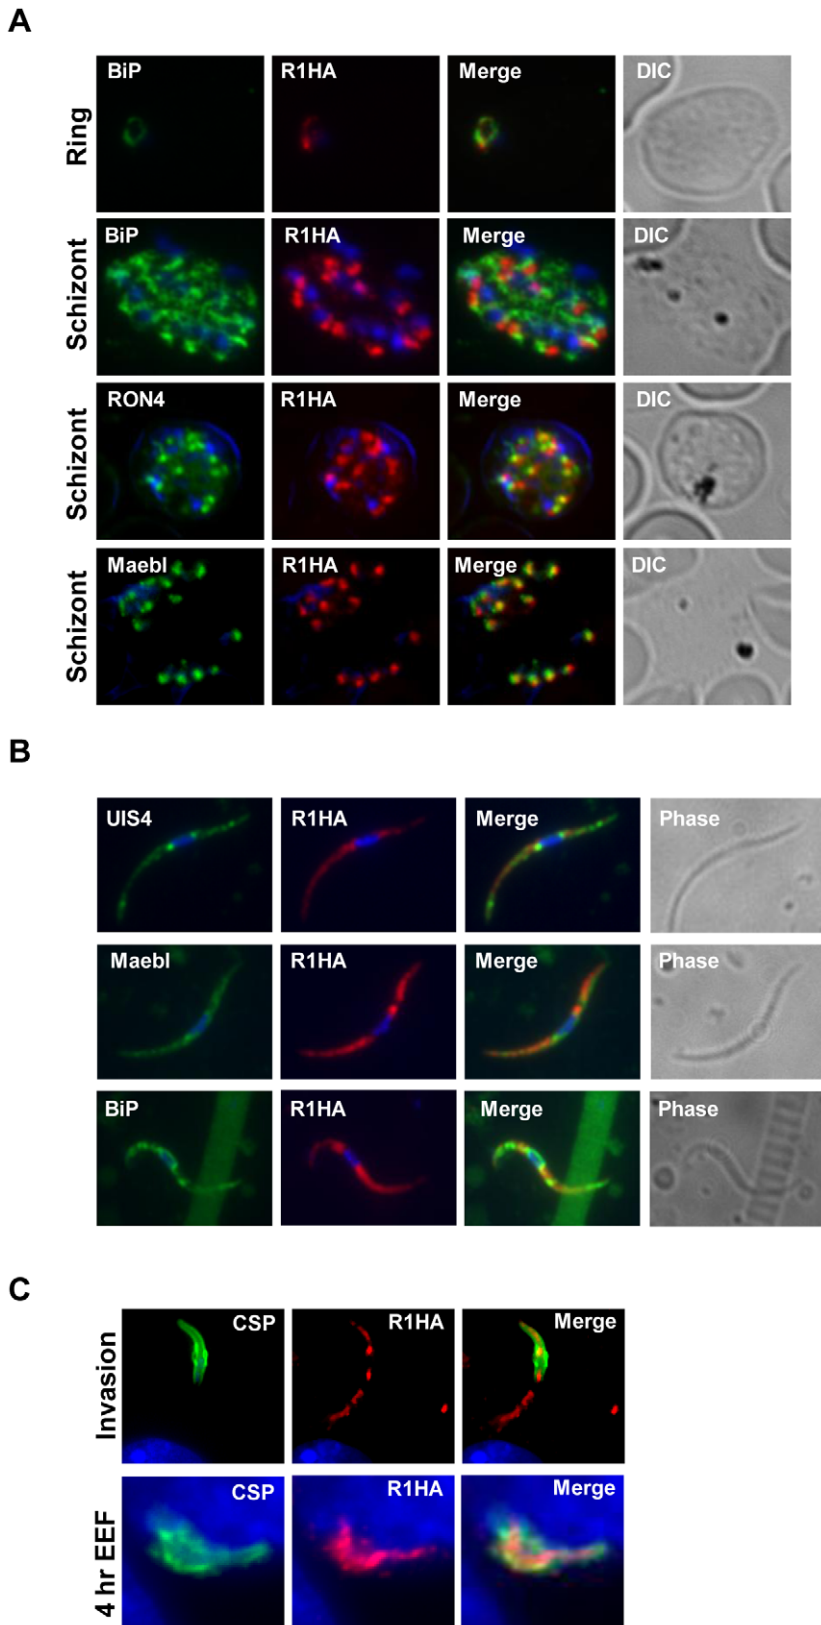 A
Ring
BiP
R1HA
Merge
DIC
Schizont
BiP
R1HA
Merge
DIC
Schizont
RON4
R1HA
Merge
DIC
Schizont
Maebl
R1HA
Merge
DIC
B
UIS4
R1HA
Merge
Phase
Maebl
R1HA
Merge
Phase
BiP
R1HA
Merge
Phase
C
Invasion
CSP
R1HA
Merge
4 hr EEF
CSP
R1HA
Merge